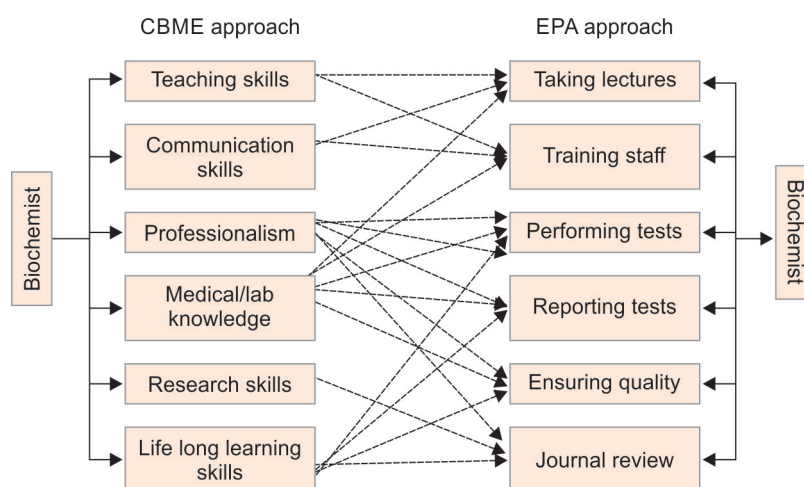 CBME approach
EPA approach
Biochemist
Teaching skills
Communication
skills
Professionalism
Medical/lab
knowledge
Research skills
Life long learning
skills
Taking lectures
Training staff
Performing tests
Reporting tests
Ensuring quality
Journal review
Biochemist